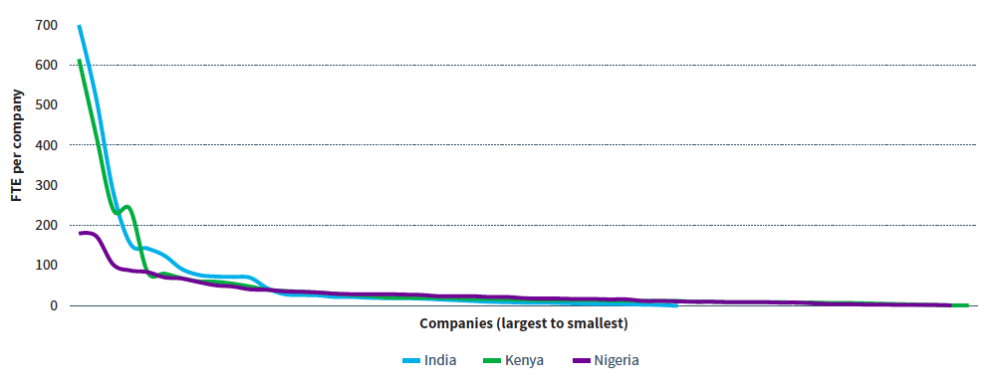 700
600
500
400
300
200
100
0
FTE per company
Companies (largest to smallest)
India Kenya Nigeria